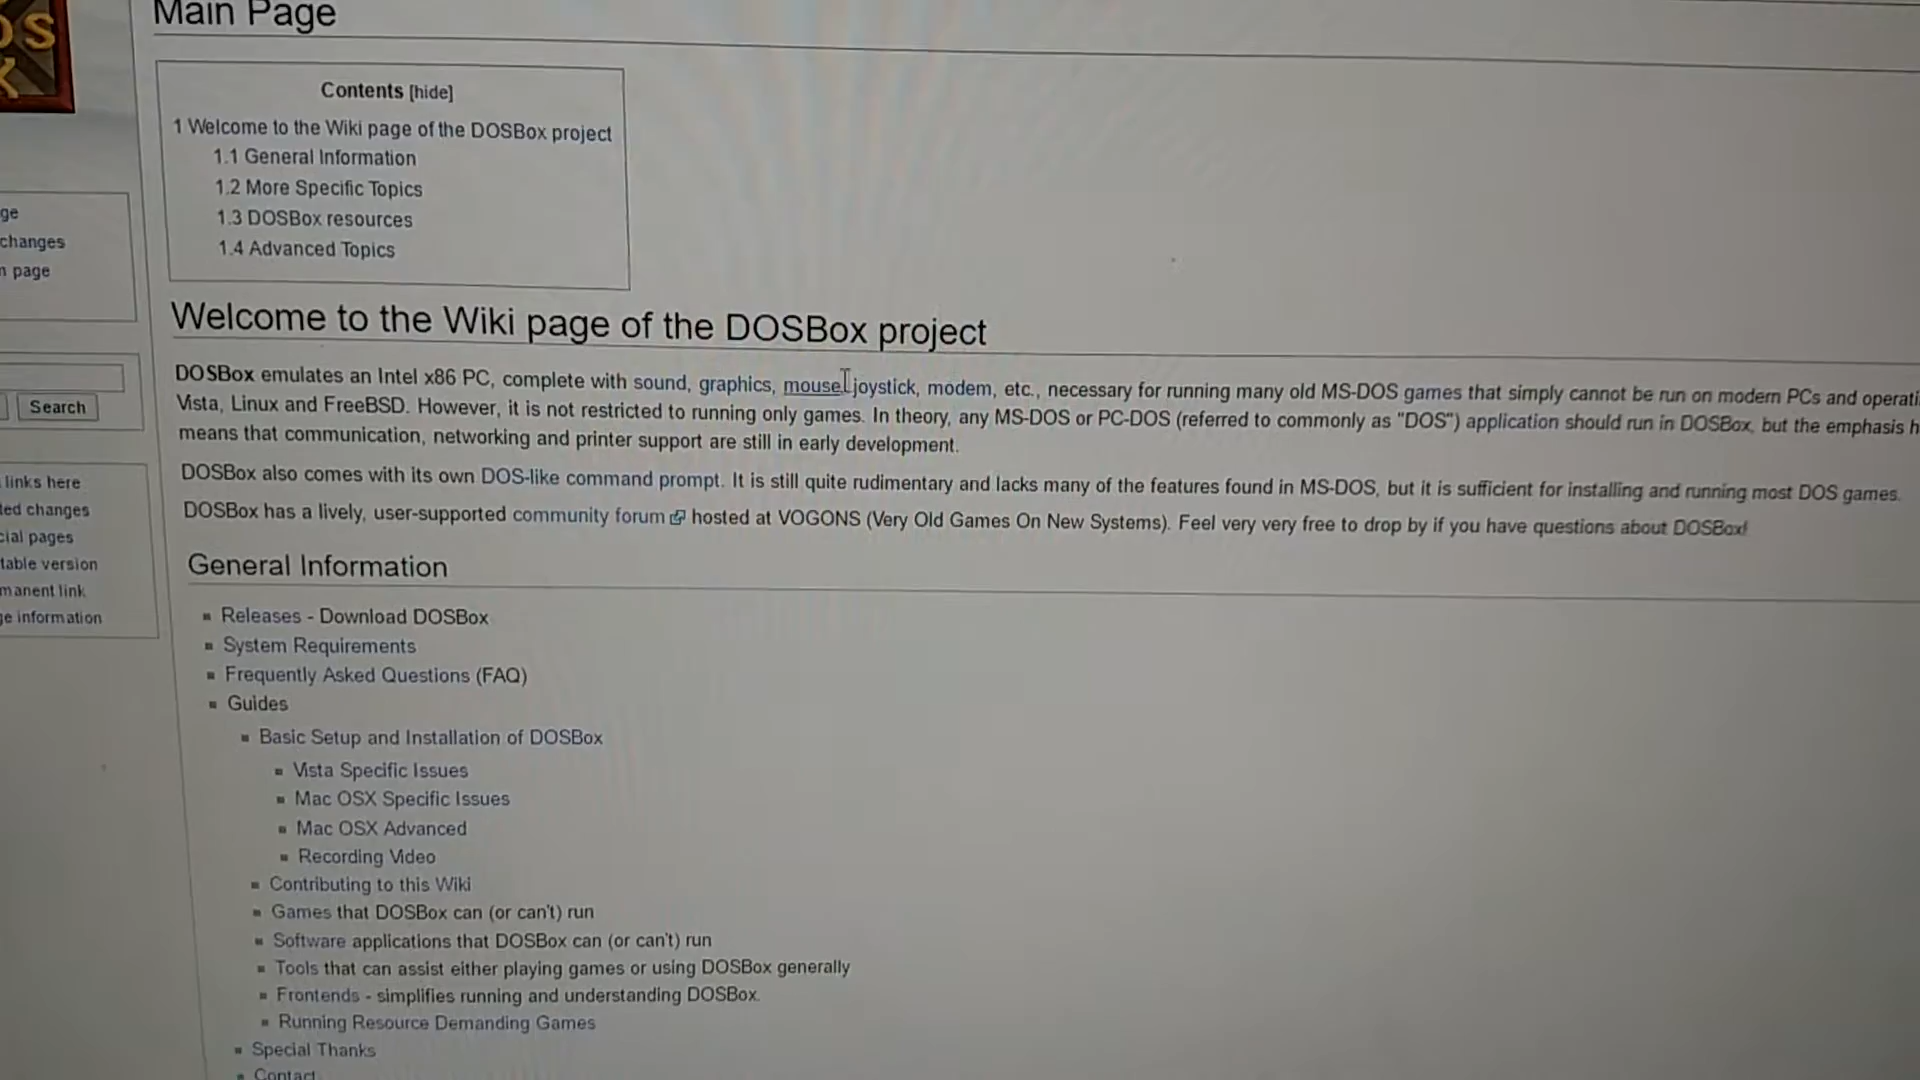 Main Page
Contents [hide]
1 Welcome to the Wiki page of the DOSBox project
1.1 General Information
1.2 More Specific Topics
1.3 DOSBox resources
1.4 Advanced Topics
ge
changes
page
Search
links here
ted changes
cial pages
table version
manent link
ge information
Welcome to the Wiki page of the DOSBox project
DOSBox emulates an Intel x86 PC, complete with sound, graphics, mouse, joystick, modem, etc., necessary for running many old MS-DOS games that simply cannot be run on modern PCs and operati
Vista, Linux and FreeBSD. However, it is not restricted to running only games. In theory, any MS-DOS or PC-DOS (referred to commonly as "DOS") application should run in DOSBox, but the emphasis h
means that communication, networking and printer support are still in early development.
DOSBox also comes with its own DOS-like command prompt. It is still quite rudimentary and lacks many of the features found in MS-DOS, but it is sufficient for installing and running most DOS games.
DOSBox has a lively, user-supported community forum hosted at VOGONS (Very Old Games On New Systems). Feel very very free to drop by if you have questions about DOSBox!
General Information
Releases - Download DOSBox
System Requirements
Frequently Asked Questions (FAQ)
Guides
Basic Setup and Installation of DOSBox
Vista Specific Issues
Mac OSX Specific Issues
Mac OSX Advanced
Recording Video
Contributing to this Wiki
Games that DOSBox can (or can't) run
Software applications that DOSBox can (or can't) run
Tools that can assist either playing games or using DOSBox generally
Frontends - simplifies running and understanding DOSBox.
Running Resource Demanding Games
Special Thanks
Contact